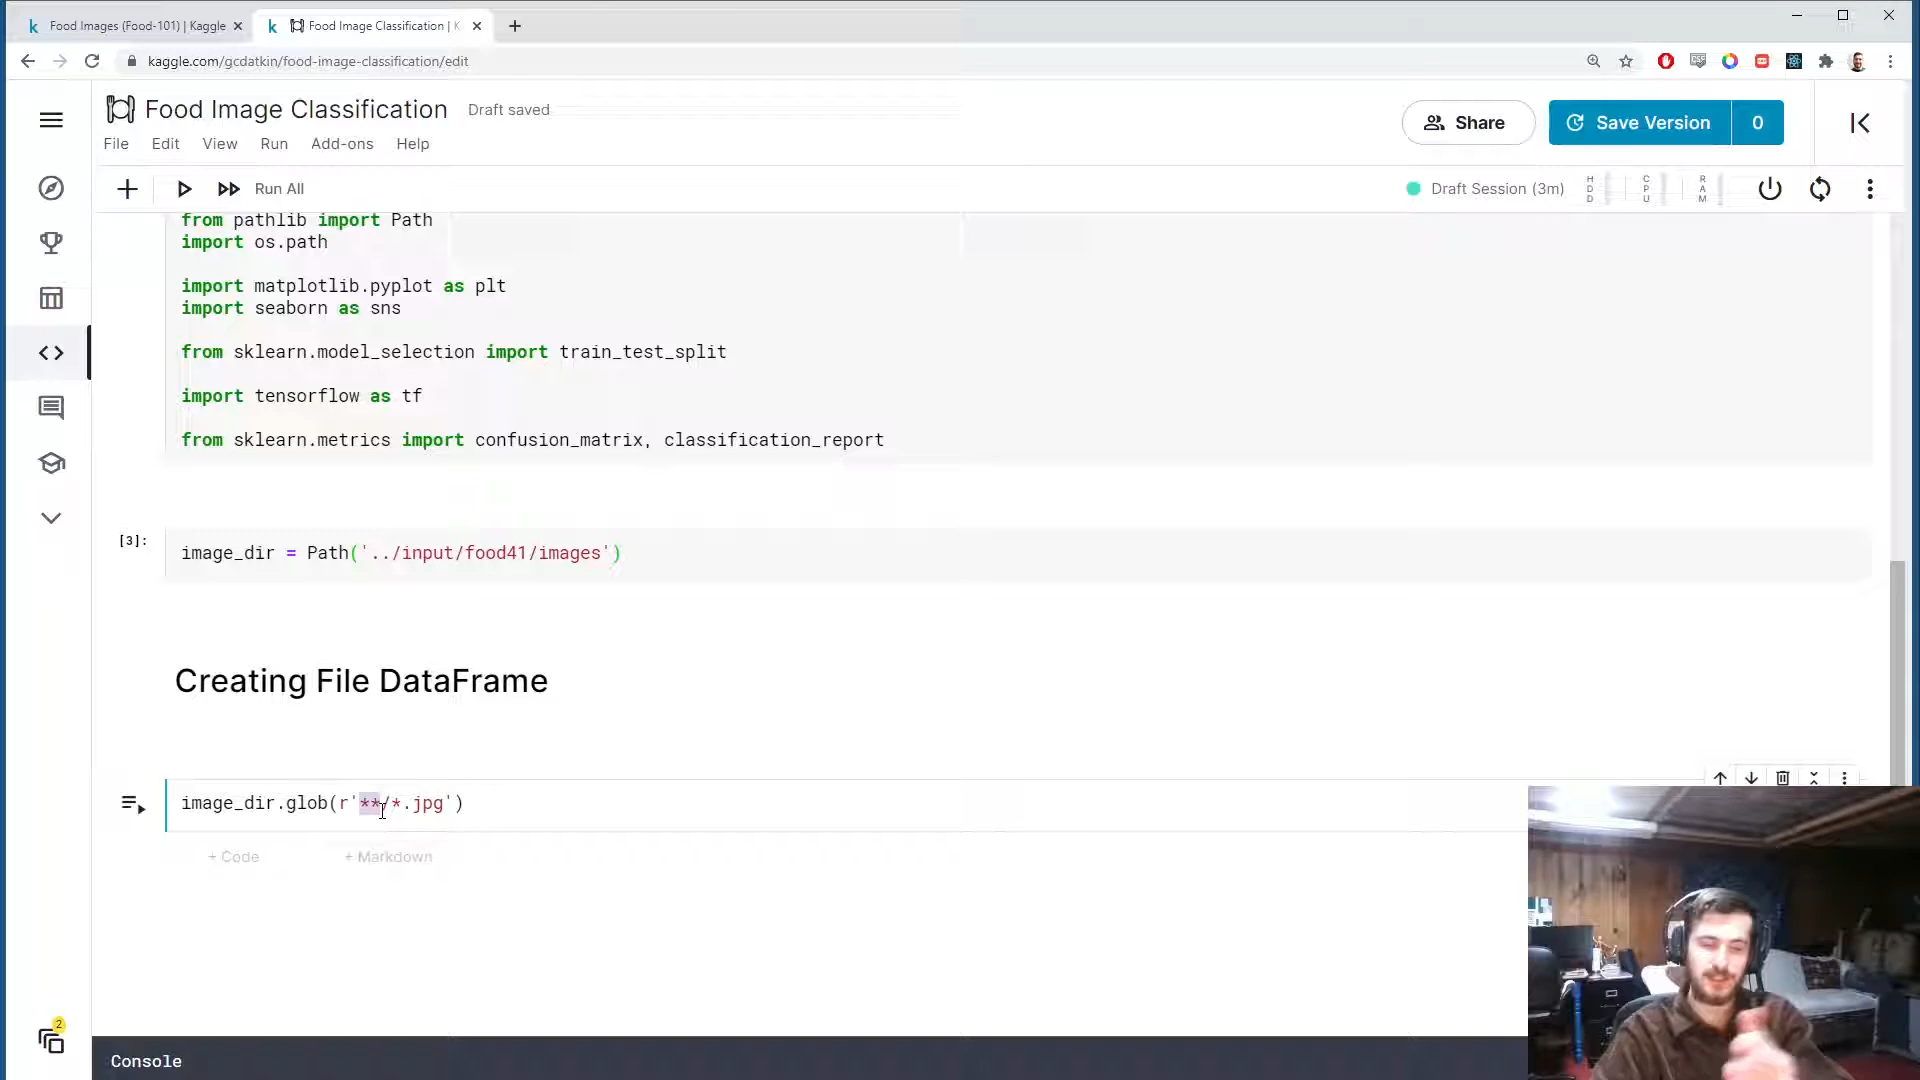 Food Images (Food-101) | Kaggle
Food Image Classification | K
kaggle.com/gcdatkin/food-image-classification/edit
Food Image Classification
Draft saved
Share
Save Version
0
File
Edit
View
Run
Add-ons
Help
Run All
Draft Session (3m)
HDD
CPU
RAM
from pathlib import Path
import os.path
import matplotlib.pyplot as plt
import seaborn as sns
from sklearn.model_selection import train_test_split
import tensorflow as tf
from sklearn.metrics import confusion_matrix, classification_report
[3]:
image_dir = Path('../input/food41/images')
Creating File DataFrame
image_dir.glob(r'**/*.jpg')
+ Code
+ Markdown
2
Console